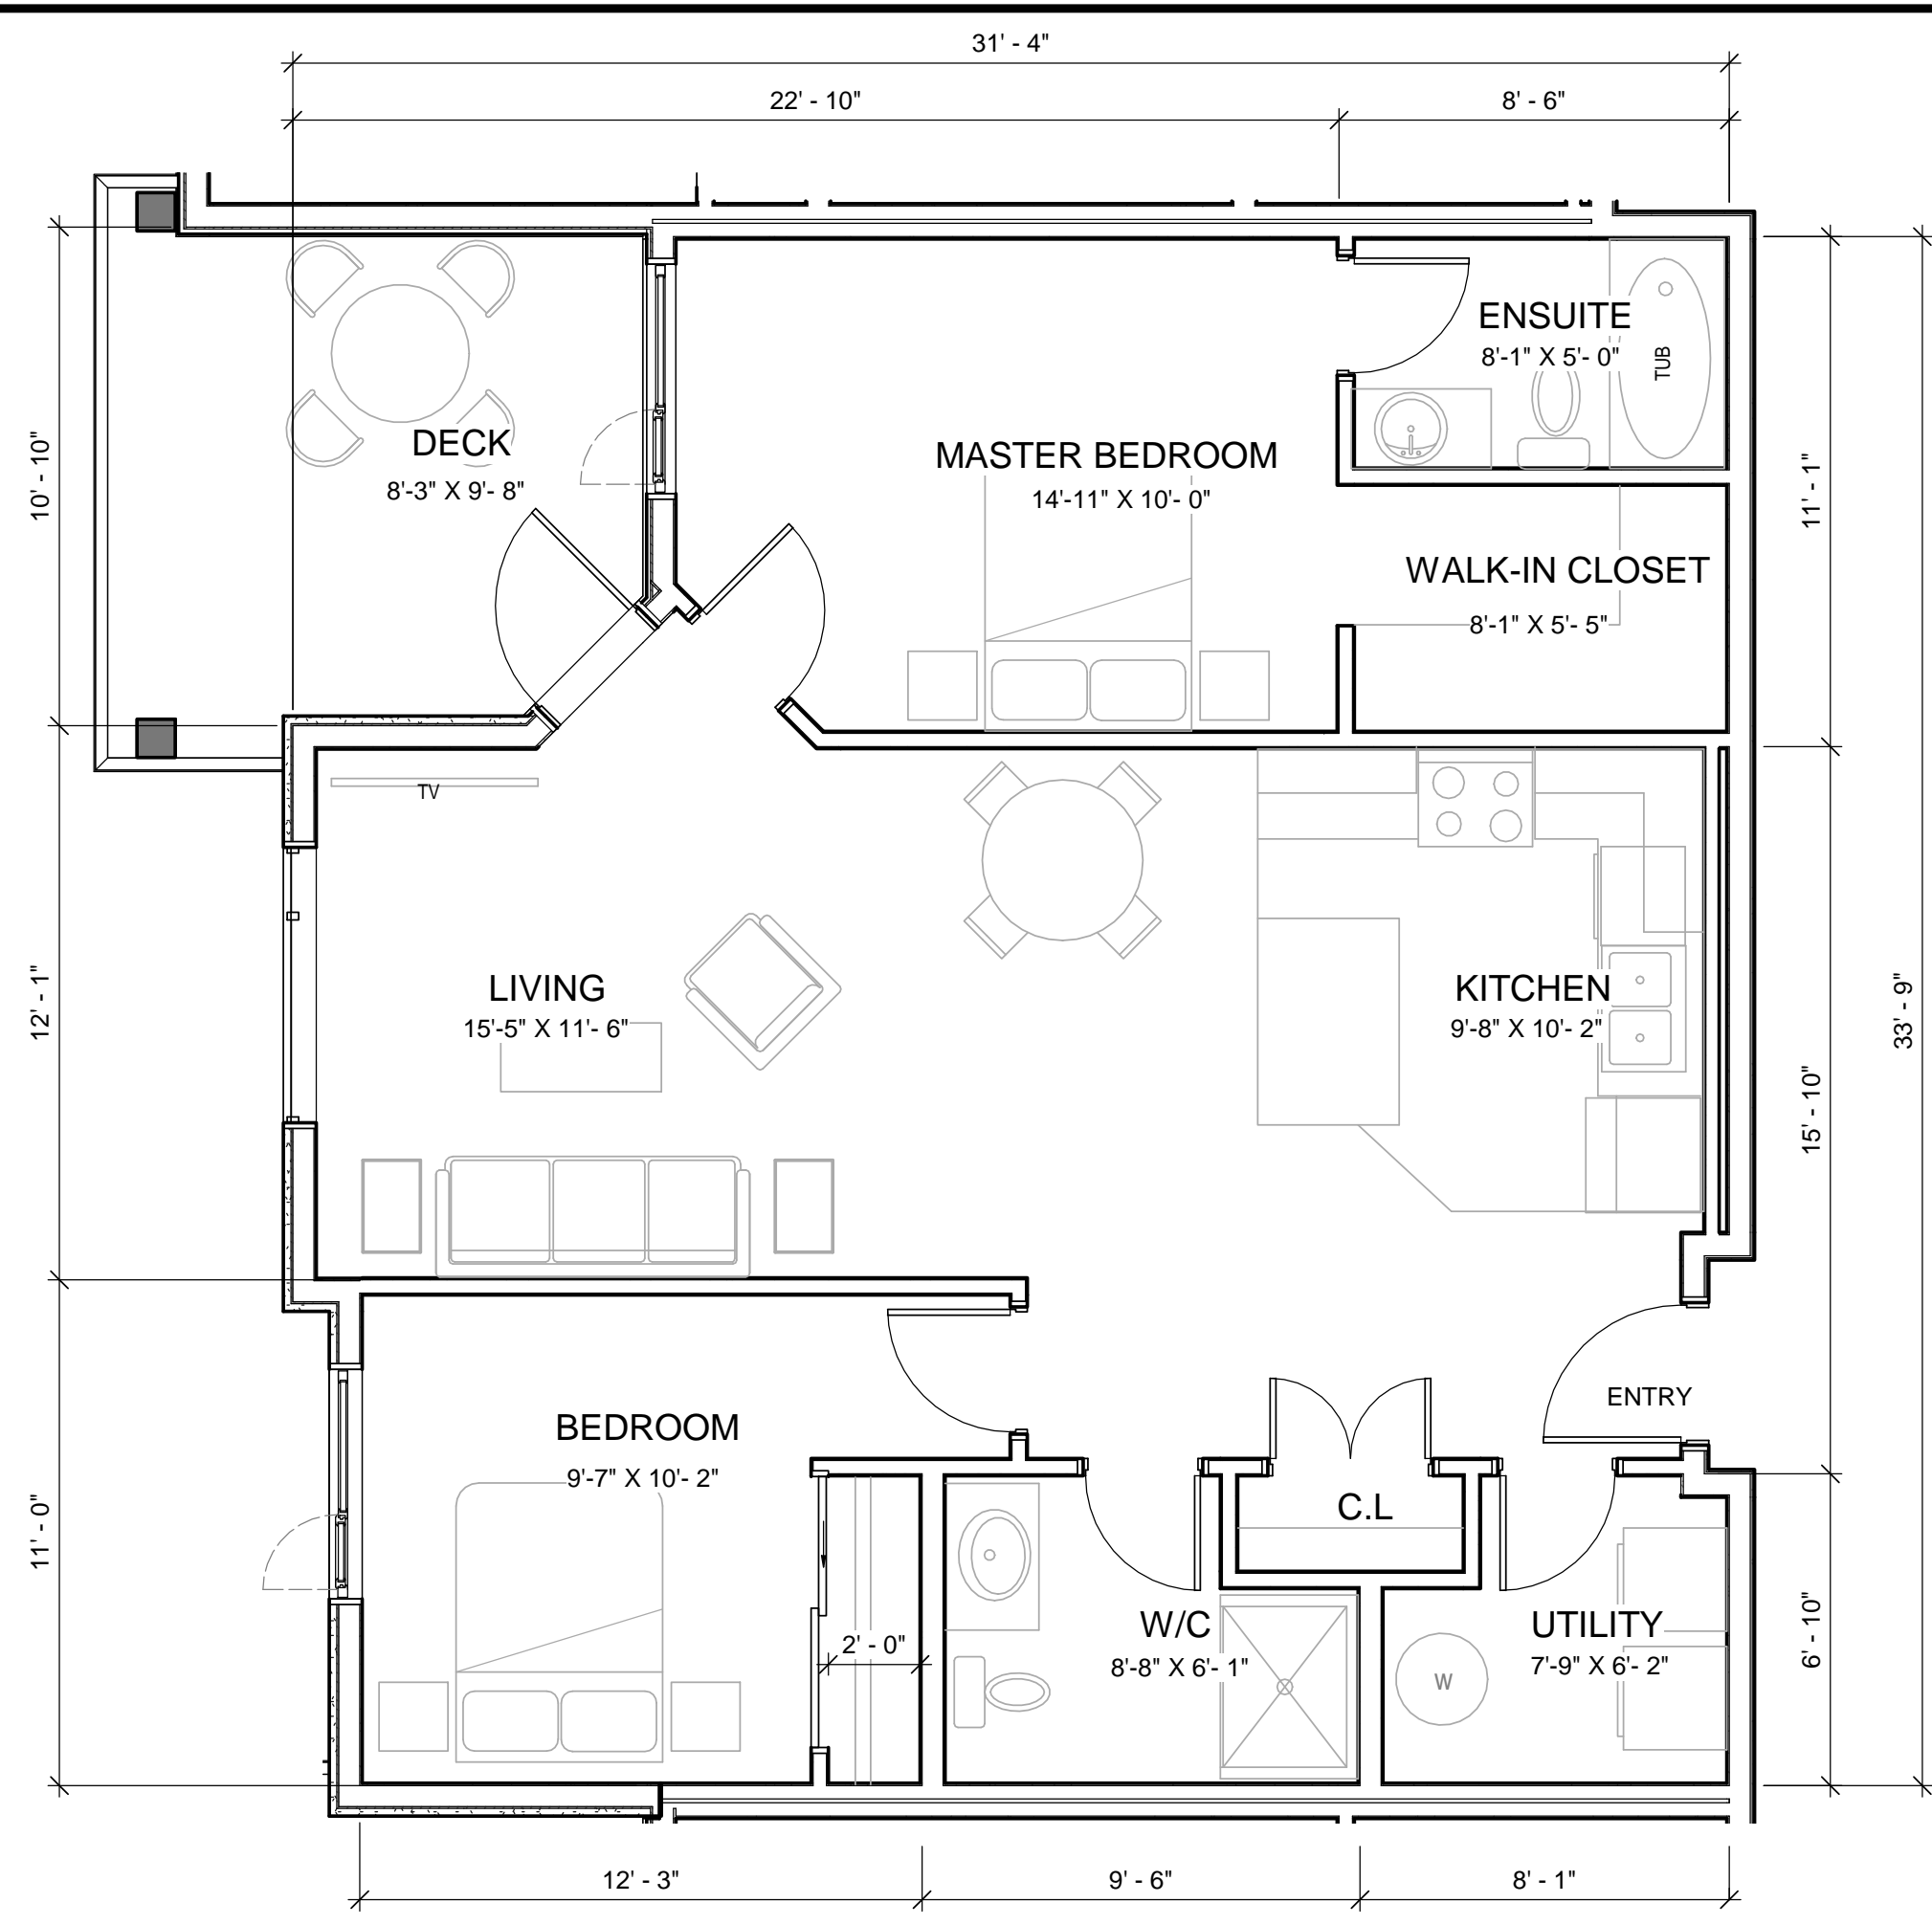 31' - 4"
22' - 10"
8' - 6"
ENSUITE
8'-1" X 5'- 0"
TUB
DECK
8'-3" X 9'- 8"
MASTER BEDROOM
14'-11" X 10'- 0"
10' - 10"
11' - 1"
WALK-IN CLOSET
8'-1" X 5'- 5"
TV
LIVING
15'-5" X 11'- 6"
KITCHEN
9'-8" X 10'- 2"
12' - 1"
33' - 9"
15' - 10"
ENTRY
BEDROOM
9'-7" X 10'- 2"
C.L
11' - 0"
2' - 0"
W/C
8'-8" X 6'- 1"
UTILITY
7'-9" X 6'- 2"
W
6' - 10"
12' - 3"
9' - 6"
8' - 1"